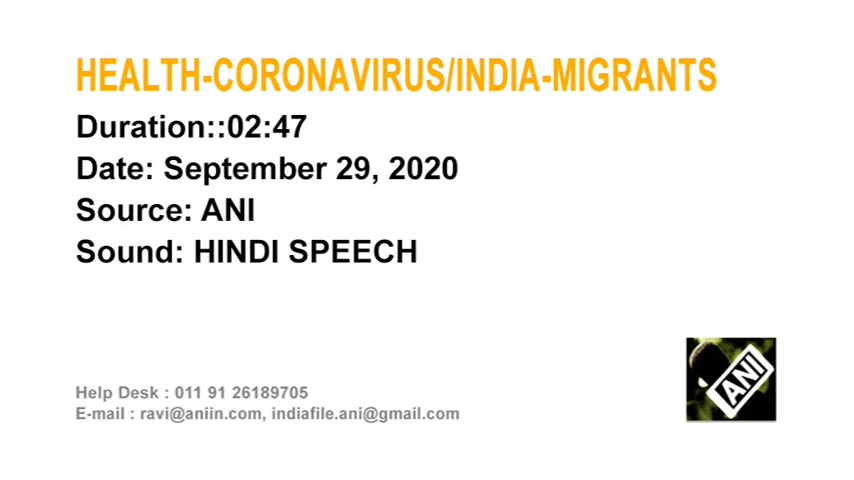 HEALTH-CORONAVIRUS/INDIA-MIGRANTS
Duration::02:47
Date: September 29, 2020
Source: ANI
Sound: HINDI SPEECH
ANI
Help Desk : 011 91 26189705
E-mail : ravi@aniin.com, indiafile.ani@gmail.com